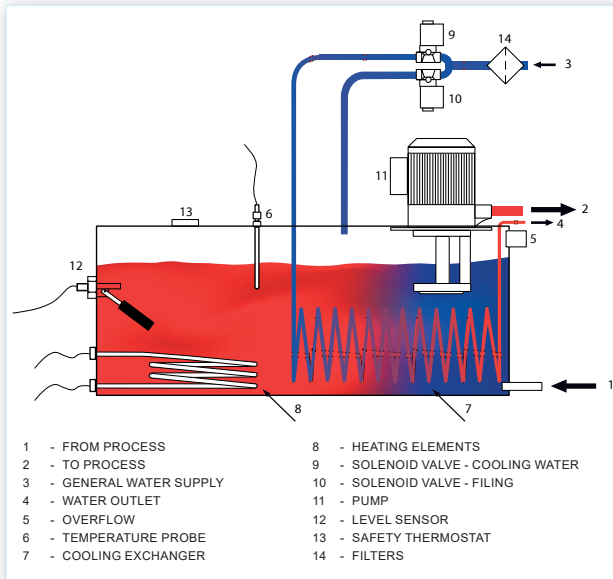 9
14
3
10
11
2
4
13
6
5
12
1
8
7
1 - FROM PROCESS
2 - TO PROCESS
3 - GENERAL WATER SUPPLY
4 - WATER OUTLET
5 - OVERFLOW
6 - TEMPERATURE PROBE
7 - COOLING EXCHANGER
8 - HEATING ELEMENTS
9 - SOLENOID VALVE - COOLING WATER
10 - SOLENOID VALVE - FILING
11 - PUMP
12 - LEVEL SENSOR
13 - SAFETY THERMOSTAT
14 - FILTERS